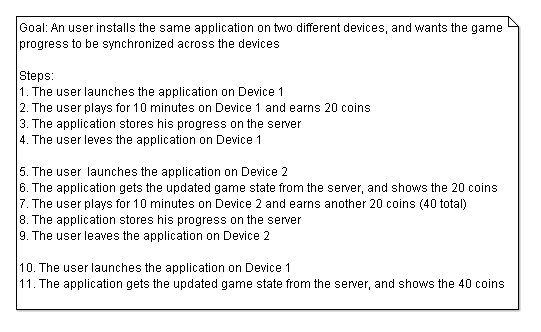 Goal: An user installs the same application on two different devices, and wants the game
progress to be synchronized across the devices
Steps:
1. The user launches the application on Device 1
2. The user plays for 10 minutes on Device 1 and earns 20 coins
3. The application stores his progress on the server
4. The user leves the application on Device 1
5. The user  launches the application on Device 2
6. The application gets the updated game state from the server, and shows the 20 coins
7. The user plays for 10 minutes on Device 2 and earns another 20 coins (40 total)
8. The application stores his progress on the server
9. The user leaves the application on Device 2
10. The user launches the application on Device 1
11. The application gets the updated game state from the server, and shows the 40 coins